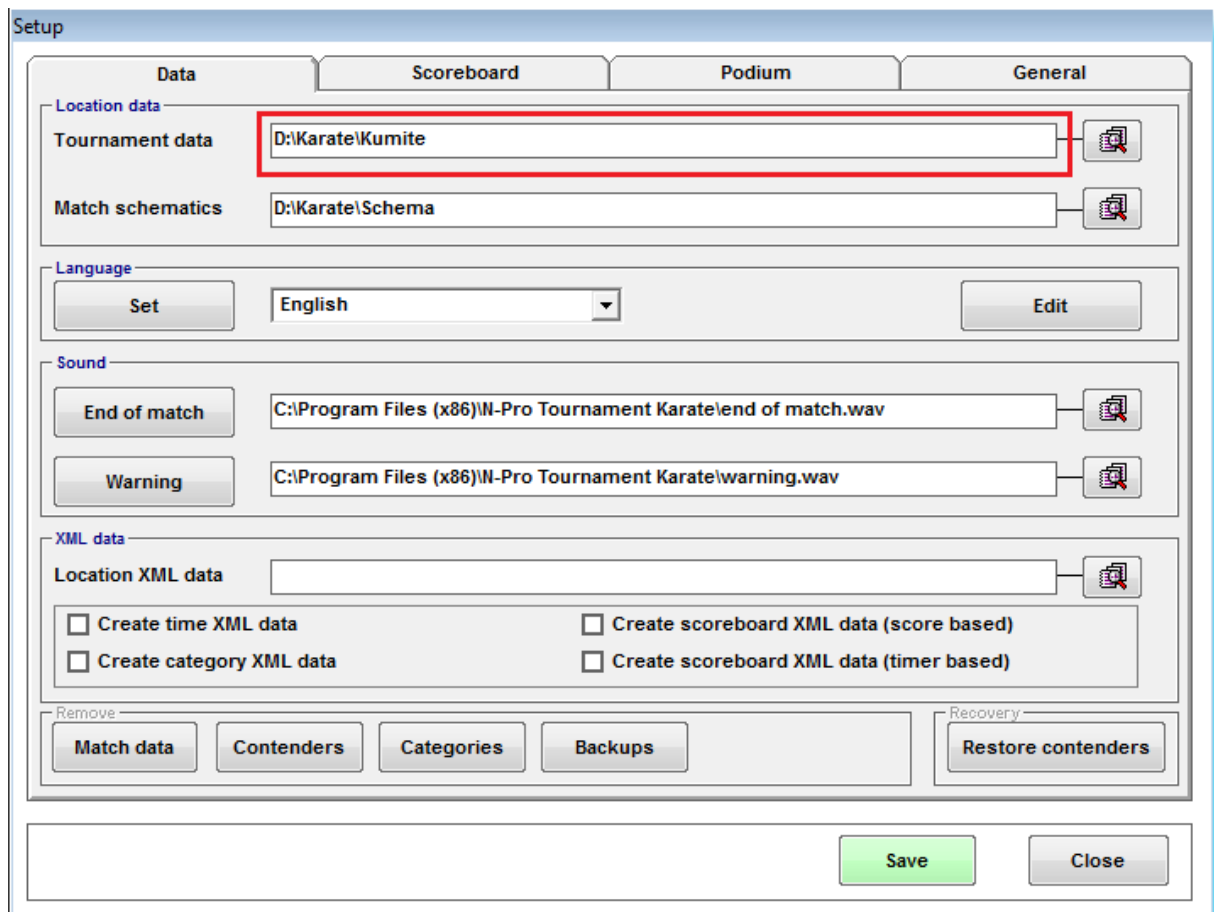 Setup
Data Scoreboard Podium General
Location data
Tournament data D:\Karate\Kumite
Match schematics D:\Karate\Schema
Language
Set English Edit
Sound
End of match C:\Program Files (x86)\N-Pro Tournament Karate\end of match.wav
Warning C:\Program Files (x86)\N-Pro Tournament Karate\warning.wav
XML data
Location XML data
Create time XML data Create scoreboard XML data (score based)
Create category XML data Create scoreboard XML data (timer based)
Remove Recovery
Match data Contenders Categories Backups Restore contenders
Save Close